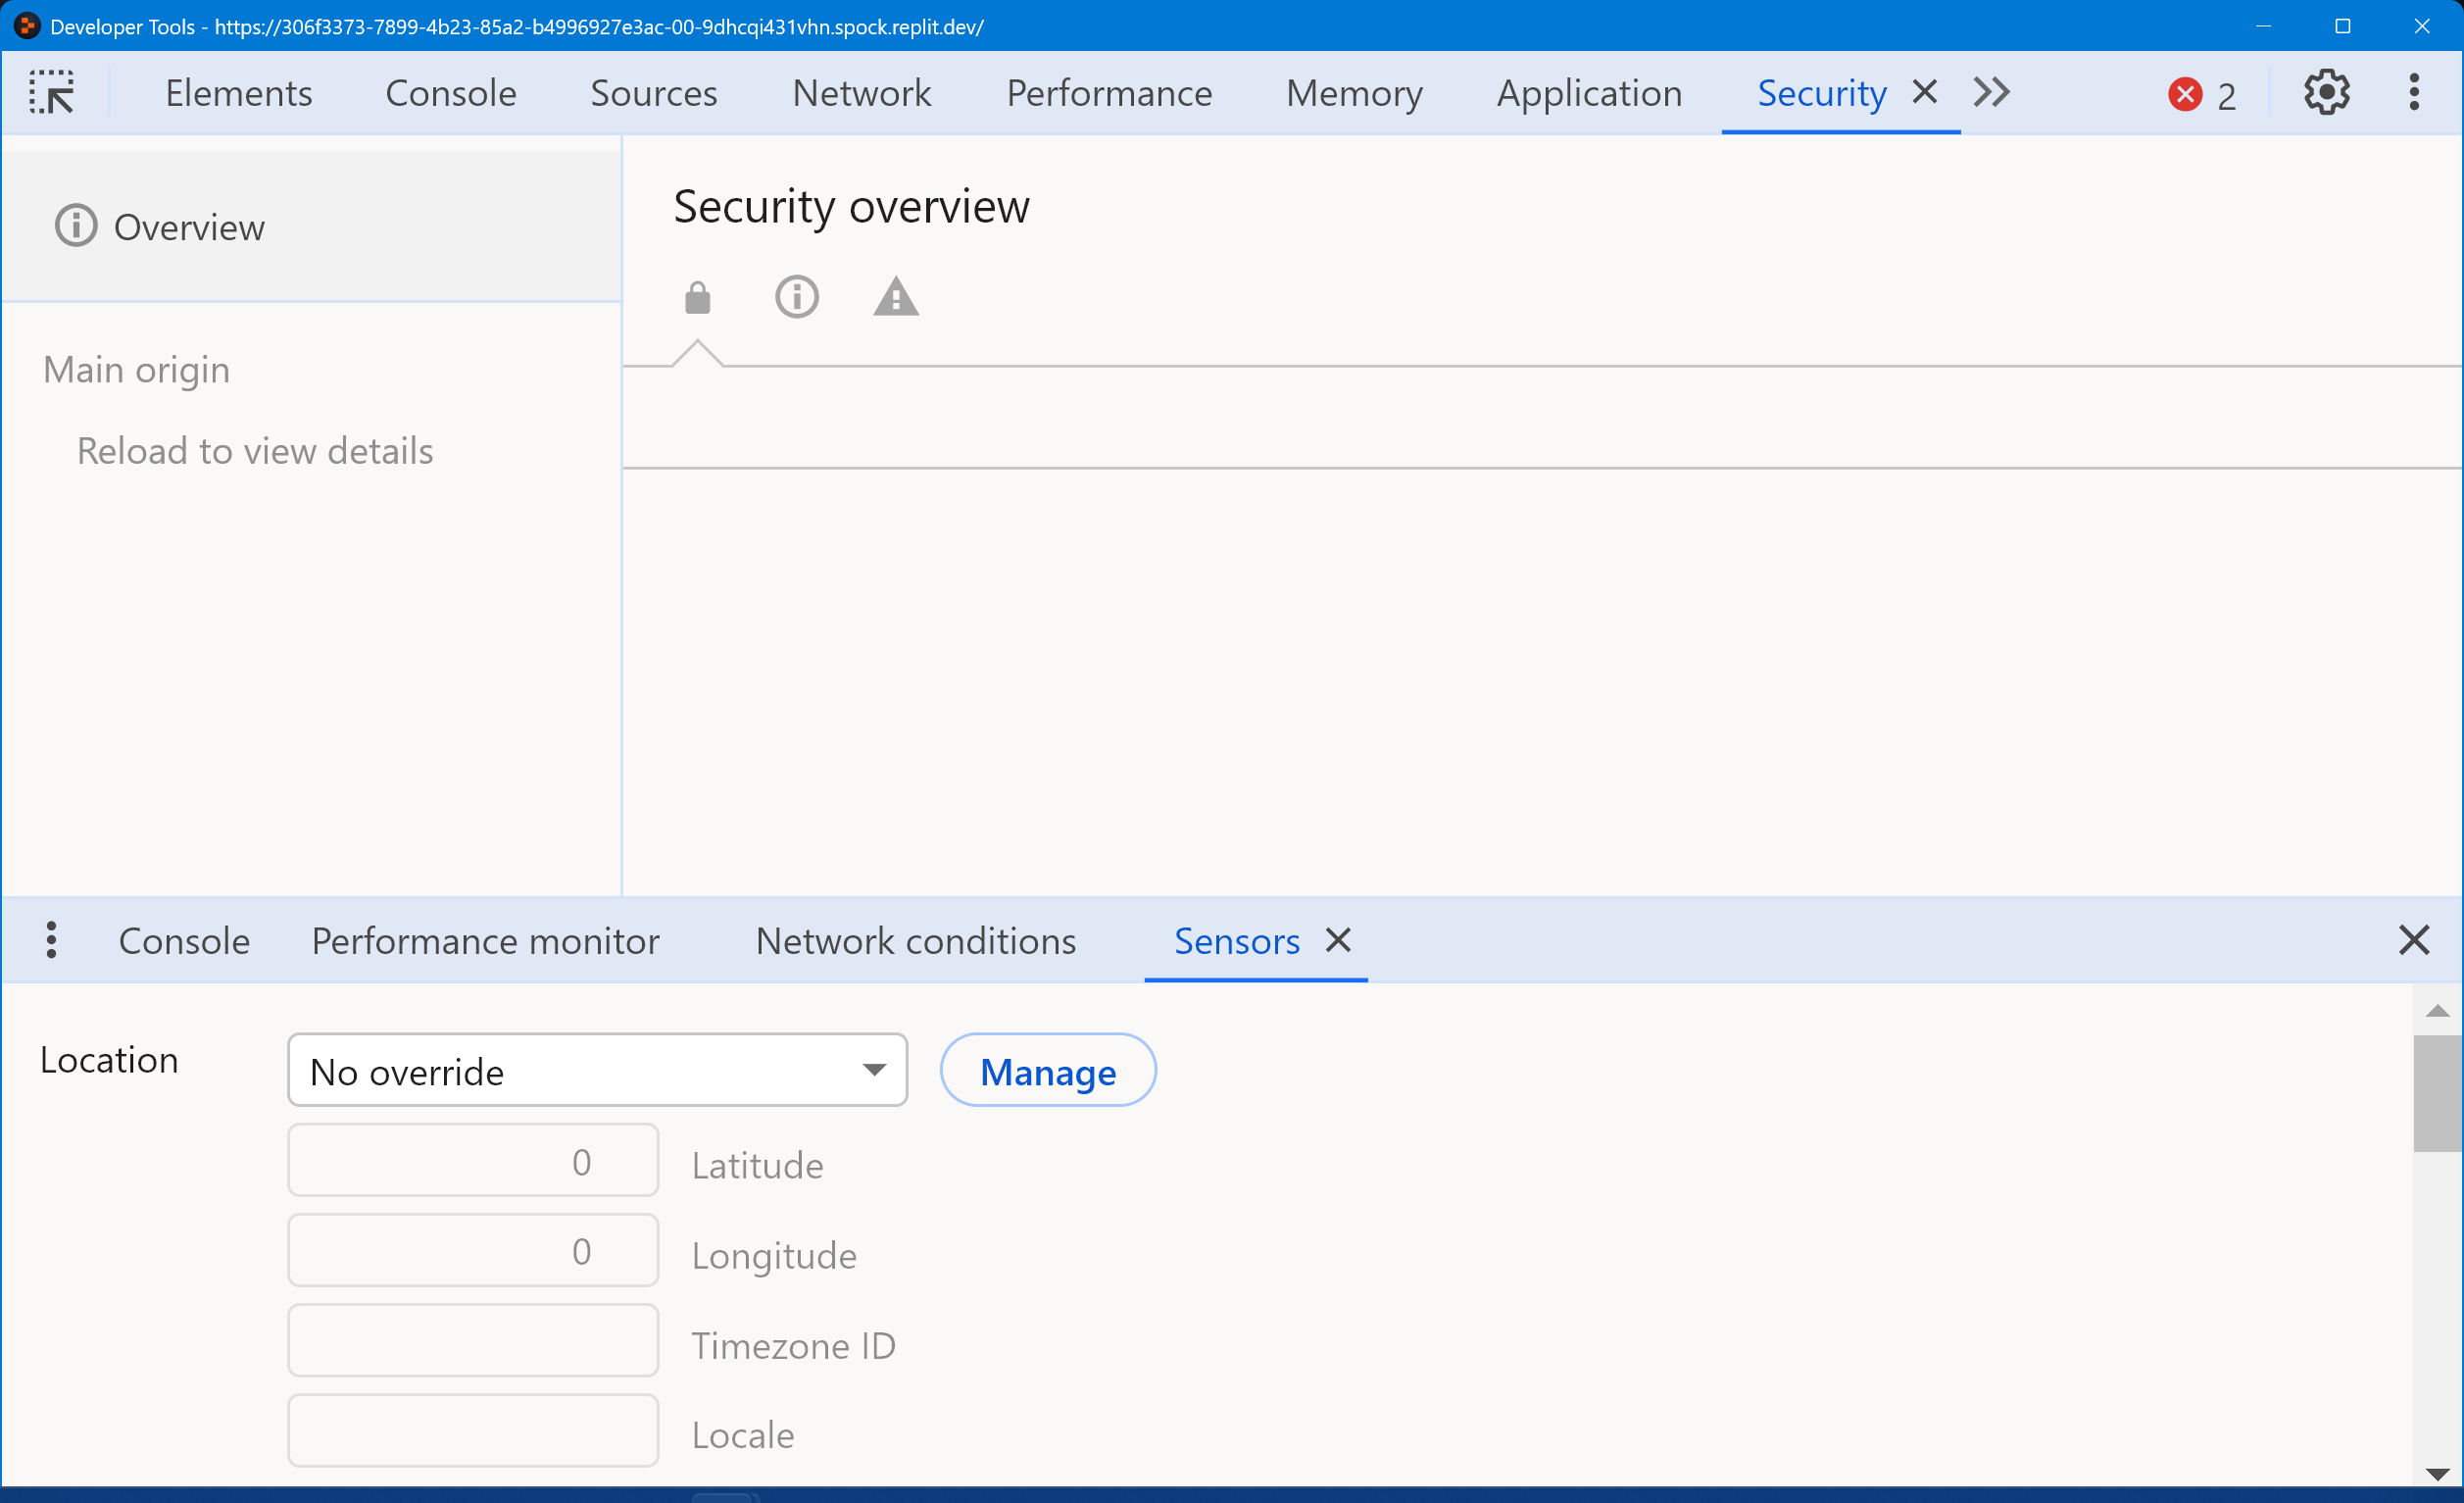 Developer Tools - https://306f3373-7899-4b23-85a2-b4996927e3ac-00-9dhcqi431vhn.spock.replit.dev/
Elements Console Sources Network Performance Memory Application Security 2
Overview
Main origin
Reload to view details
Security overview
Console Performance monitor Network conditions Sensors
Location No override Manage
0 Latitude
0 Longitude
Timezone ID
Locale